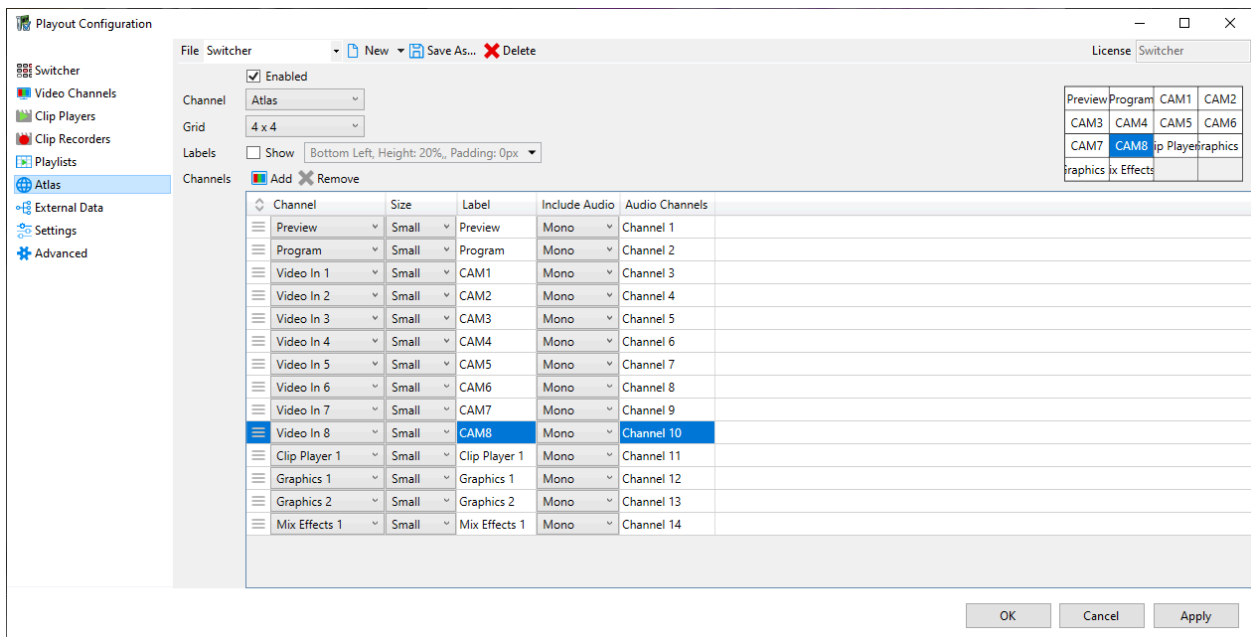 Playout Configuration
File Switcher New Save As... Delete License Switcher
Switcher
Video Channels
Clip Players
Clip Recorders
Playlists
Atlas
External Data
Settings
Advanced
Enabled
Channel Atlas
Grid 4 x 4
Labels Show Bottom Left, Height: 20%,, Padding: 0px
Channels Add Remove
Preview Program CAM1 CAM2
CAM3 CAM4 CAM5 CAM6
CAM7 CAM8 ip Player raphics
raphics ix Effects
Channel Size Label Include Audio Audio Channels
Preview Small Preview Mono Channel 1
Program Small Program Mono Channel 2
Video In 1 Small CAM1 Mono Channel 3
Video In 2 Small CAM2 Mono Channel 4
Video In 3 Small CAM3 Mono Channel 5
Video In 4 Small CAM4 Mono Channel 6
Video In 5 Small CAM5 Mono Channel 7
Video In 6 Small CAM6 Mono Channel 8
Video In 7 Small CAM7 Mono Channel 9
Video In 8 Small CAM8 Mono Channel 10
Clip Player 1 Small Clip Player 1 Mono Channel 11
Graphics 1 Small Graphics 1 Mono Channel 12
Graphics 2 Small Graphics 2 Mono Channel 13
Mix Effects 1 Small Mix Effects 1 Mono Channel 14
OK Cancel Apply